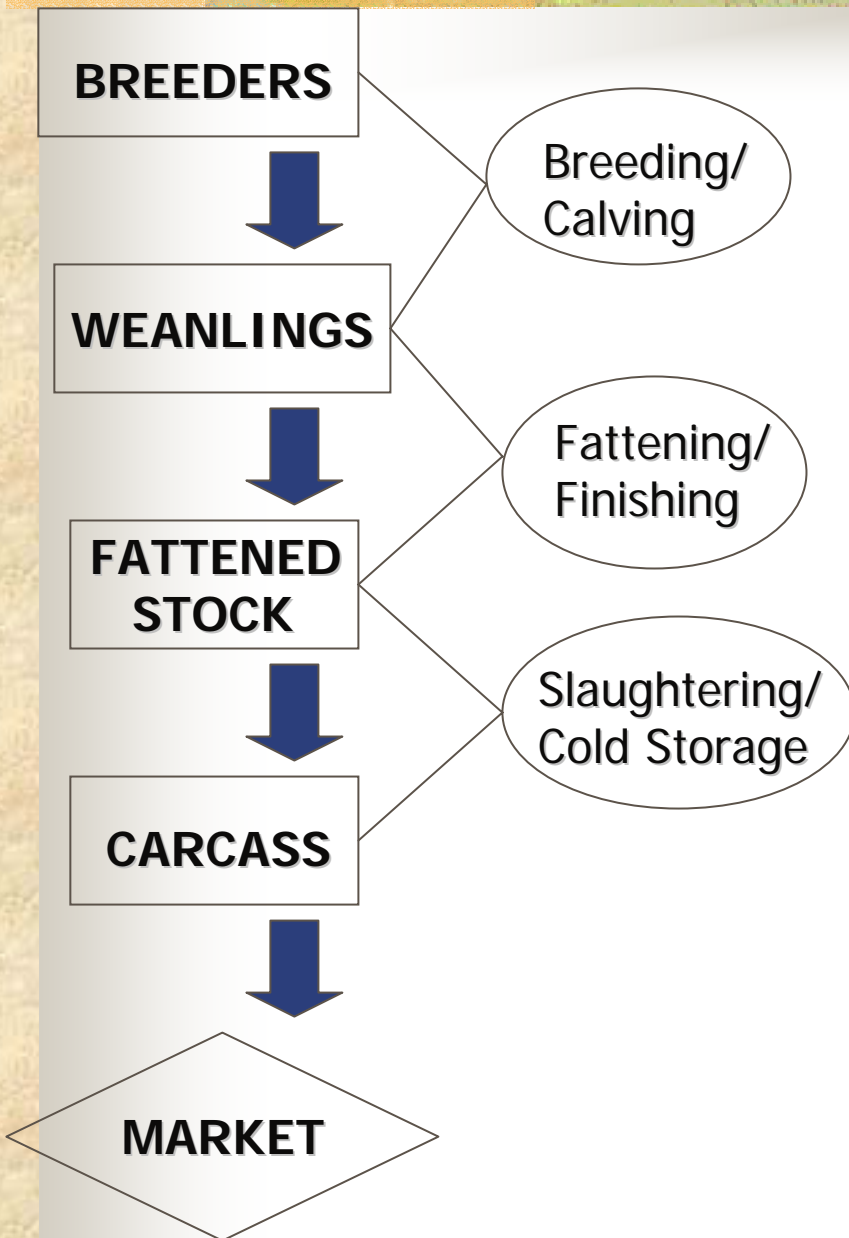 BREEDERS
Breeding/
Calving
WEANLINGS
Fattening/
Finishing
FATTENED
STOCK
Slaughtering/
Cold Storage
CARCASS
MARKET